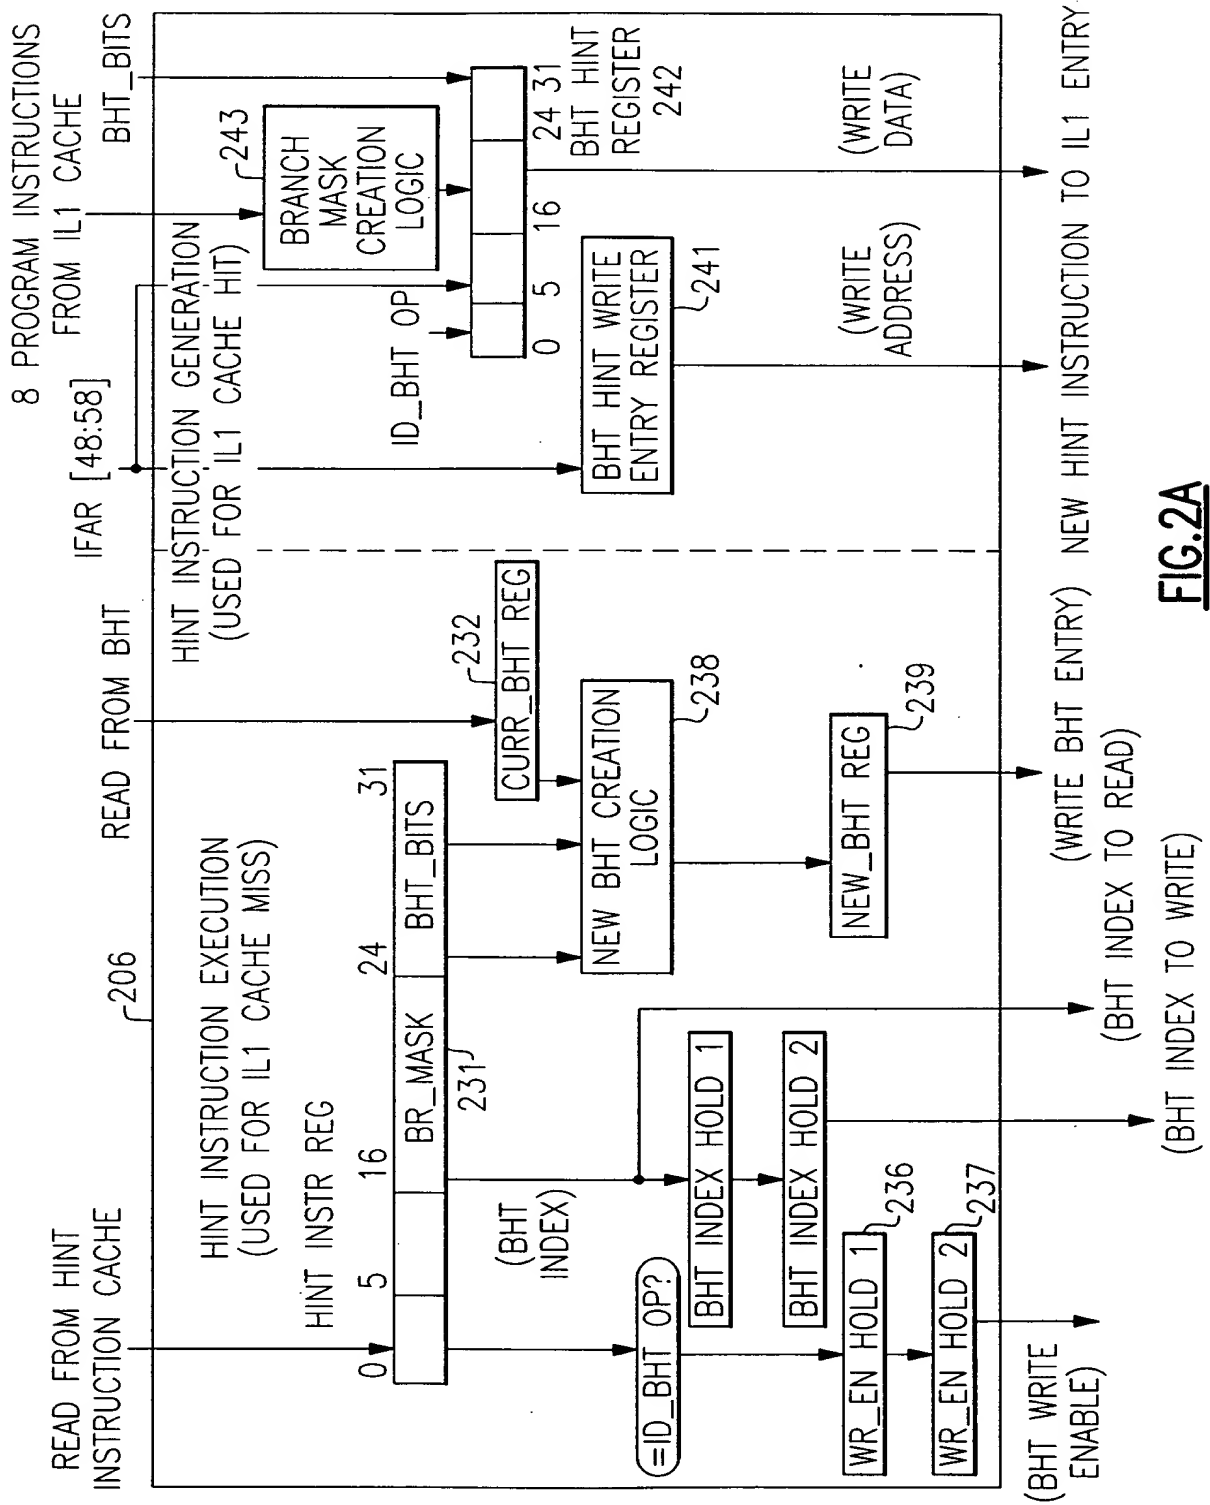 READ FROM HINT
INSTRUCTION CACHE
206
READ FROM BHT
IFAR [48:58]
8 PROGRAM INSTRUCTIONS
FROM IL1 CACHE
BHT_BITS
HINT INSTRUCTION EXECUTION
(USED FOR IL1 CACHE MISS)
HINT INSTRUCTION GENERATION
(USED FOR IL1 CACHE HIT)
HINT INSTR REG
0
5
16
24
31
BR_MASK
BHT_BITS
231
232
CURR_BHT REG
243
BRANCH
MASK
CREATION
LOGIC
ID_BHT OP
0
5
16
24
31
BHT HINT
REGISTER
242
(BHT
INDEX)
=ID_BHT OP?
BHT INDEX HOLD 1
BHT INDEX HOLD 2
NEW BHT CREATION
LOGIC
238
BHT HINT WRITE
ENTRY REGISTER
241
WR_EN HOLD 1
236
WR_EN HOLD 2
237
NEW_BHT REG
239
(WRITE
ADDRESS)
(WRITE
DATA)
(BHT WRITE
ENABLE)
(BHT INDEX TO WRITE)
(BHT INDEX TO READ)
(WRITE BHT ENTRY)
NEW HINT INSTRUCTION TO IL1 ENTRY
FIG.2A